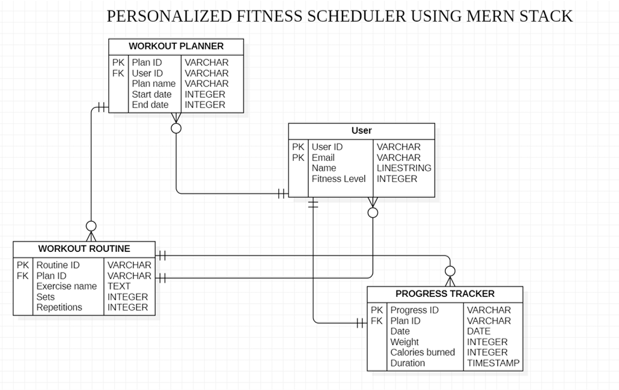 PERSONALIZED FITNESS SCHEDULER USING MERN STACK
WORKOUT PLANNER
PK Plan ID VARCHAR
FK User ID VARCHAR
Plan name VARCHAR
Start date INTEGER
End date INTEGER
User
PK User ID VARCHAR
PK Email VARCHAR
Name LINESTRING
Fitness Level INTEGER
WORKOUT ROUTINE
PK Routine ID VARCHAR
FK Plan ID VARCHAR
Exercise name TEXT
Sets INTEGER
Repetitions INTEGER
PROGRESS TRACKER
PK Progress ID VARCHAR
FK Plan ID VARCHAR
Date DATE
Weight INTEGER
Calories burned INTEGER
Duration TIMESTAMP